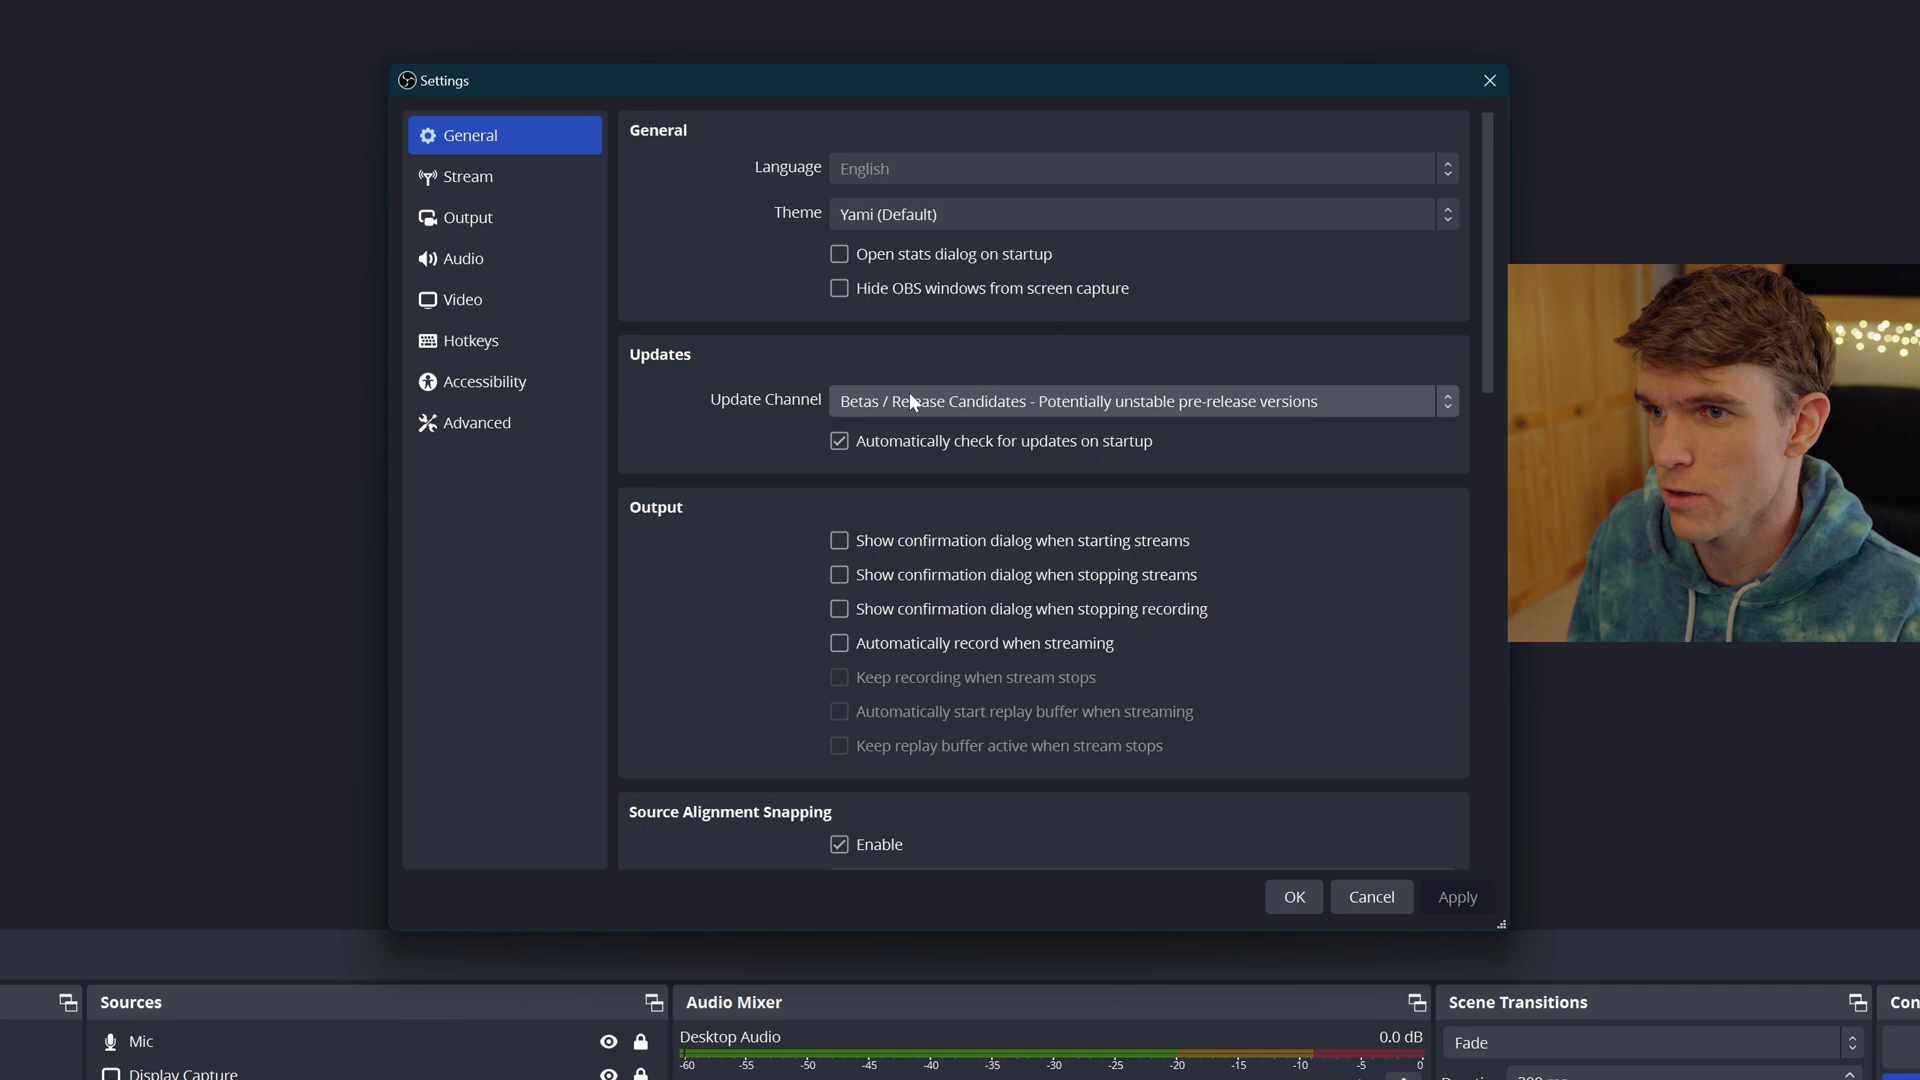 Settings
General
Stream
Output
Audio
Video
Hotkeys
Accessibility
Advanced
General
Language English
Theme Yami (Default)
Open stats dialog on startup
Hide OBS windows from screen capture
Updates
Update Channel Betas / Release Candidates - Potentially unstable pre-release versions
Automatically check for updates on startup
Output
Show confirmation dialog when starting streams
Show confirmation dialog when stopping streams
Show confirmation dialog when stopping recording
Automatically record when streaming
Keep recording when stream stops
Automatically start replay buffer when streaming
Keep replay buffer active when stream stops
Source Alignment Snapping
Enable
OK Cancel Apply
Sources
Mic
Display Capture
Audio Mixer
Desktop Audio 0.0 dB
-60 -55 -50 -45 -40 -35 -30 -25 -20 -15 -10 -5 0
Scene Transitions
Fade
Con